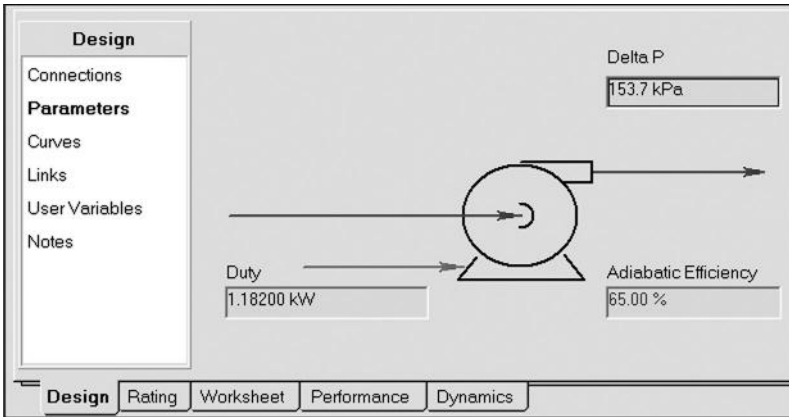 Design
Connections
Parameters
Curves
Links
User Variables
Notes
Delta P
153.7 kPa
Duty
1.18200 kW
Adiabatic Efficiency
65.00 %
Design
Rating
Worksheet
Performance
Dynamics